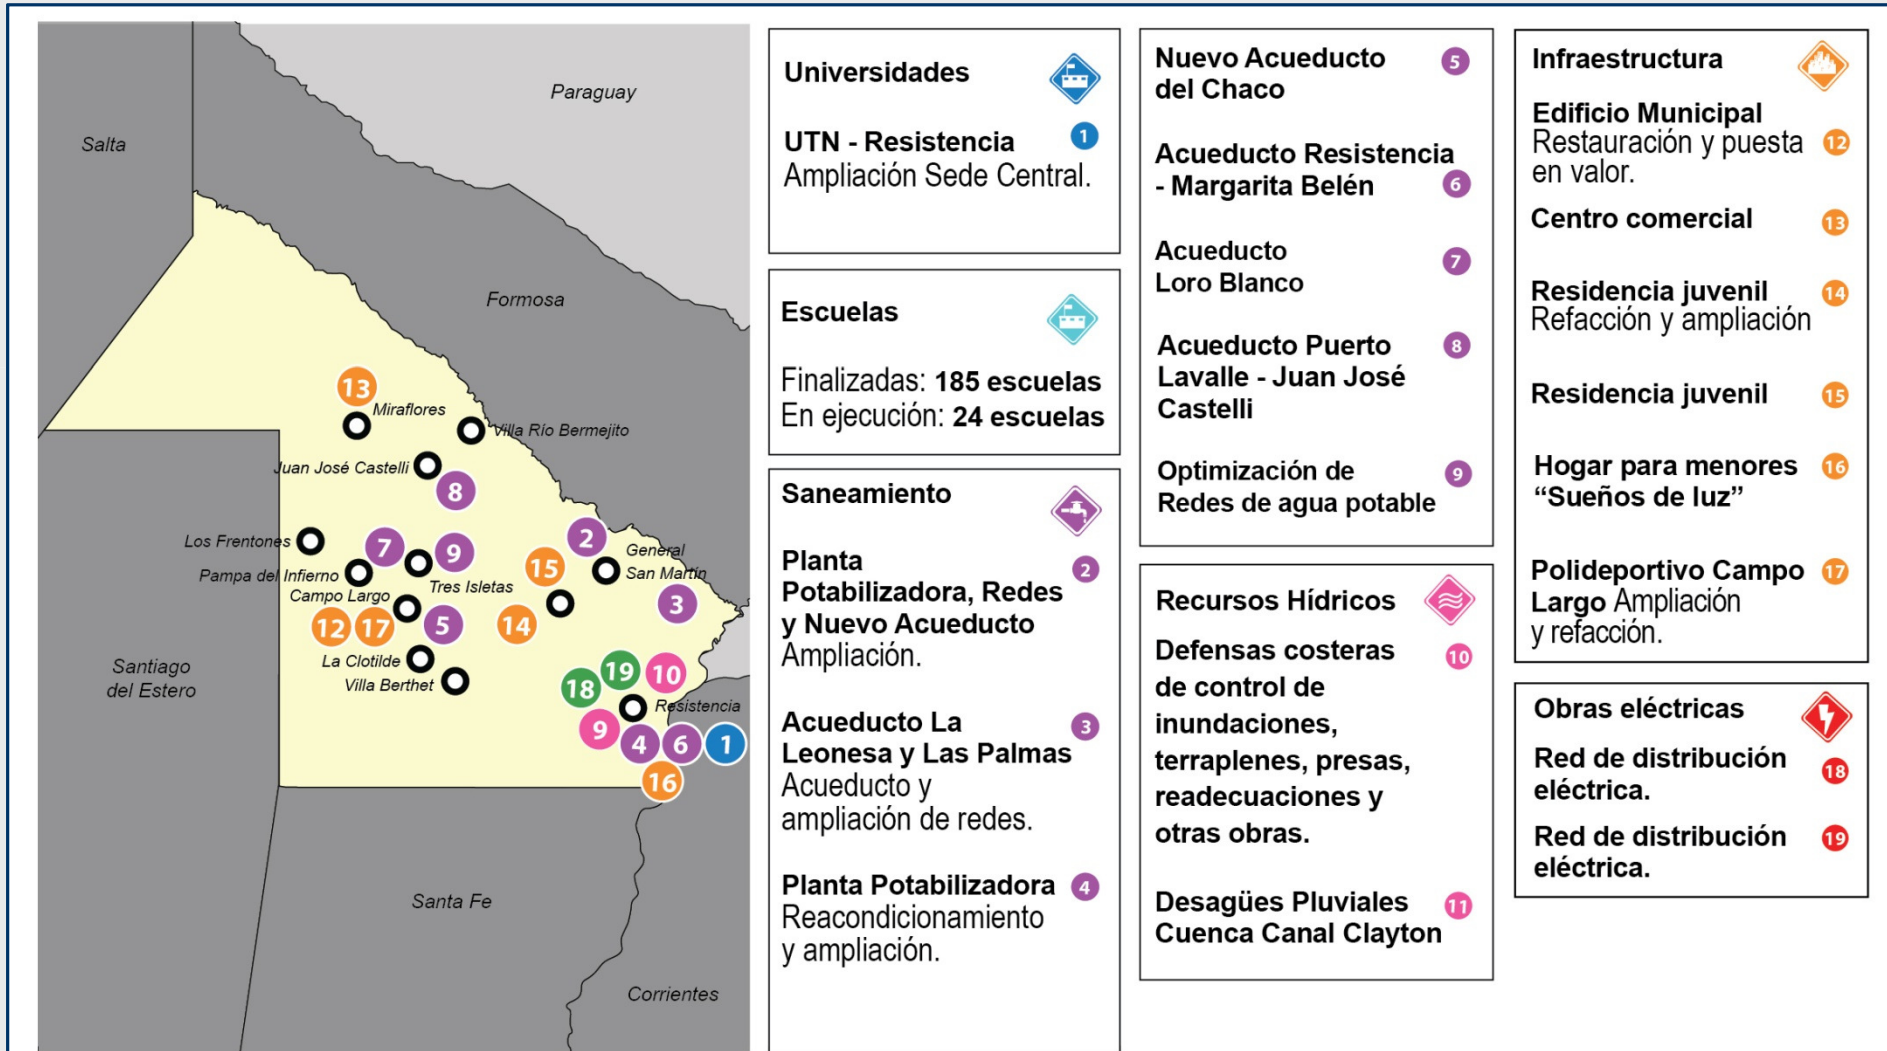 Paraguay
Salta
Formosa
13
Miraflores
Villa Río Bermejito
Juan José Castelli
8
Los Frentones
7
9
2
General
San Martín
15
Pampa del Infierno
Tres Isletas
Campo Largo
3
12
17
5
14
La Clotilde
Villa Berthet
19
10
18
Resistencia
9
4
6
1
16
Santiago
del Estero
Santa Fe
Corrientes
Universidades
UTN - Resistencia 1
Ampliación Sede Central.
Escuelas
Finalizadas: 185 escuelas
En ejecución: 24 escuelas
Saneamiento
Planta 2
Potabilizadora, Redes
y Nuevo Acueducto
Ampliación.
Acueducto La 3
Leonesa y Las Palmas
Acueducto y
ampliación de redes.
Planta Potabilizadora 4
Reacondicionamiento
y ampliación.
Nuevo Acueducto 5
del Chaco
Acueducto Resistencia
- Margarita Belén 6
Acueducto 7
Loro Blanco
Acueducto Puerto 8
Lavalle - Juan José
Castelli
Optimización de 9
Redes de agua potable
Recursos Hídricos
Defensas costeras 10
de control de
inundaciones,
terraplenes, presas,
readecuaciones y
otras obras.
Desagües Pluviales 11
Cuenca Canal Clayton
Infraestructura
Edificio Municipal
Restauración y puesta 12
en valor.
Centro comercial 13
Residencia juvenil 14
Refacción y ampliación
Residencia juvenil 15
Hogar para menores 16
“Sueños de luz”
Polideportivo Campo 17
Largo Ampliación
y refacción.
Obras eléctricas
Red de distribución 18
eléctrica.
Red de distribución 19
eléctrica.